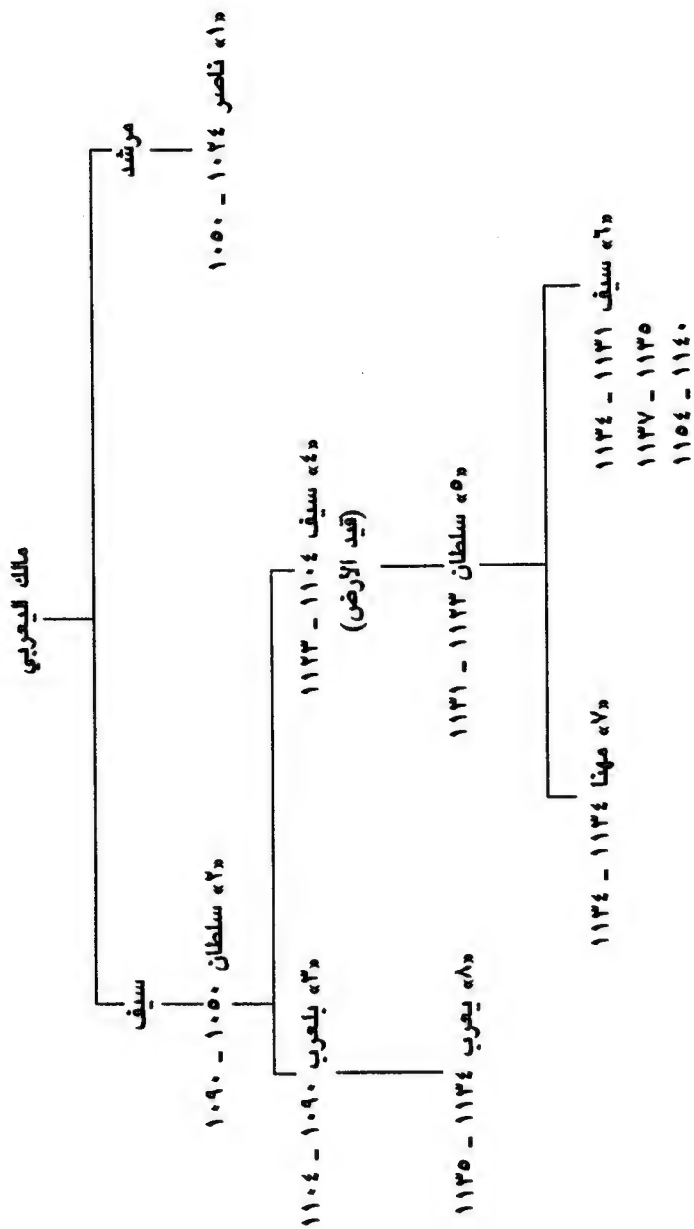 مالك اليعربي
مرشد
«١» ناصر ١٠٢٤ - ١٠٥٠
سيف
«٢» سلطان ١٠٥٠ - ١٠٩٠
«٤» سيف ١١٠٤ - ١١٢٣
(قيد الأرض)
«٣» بلعرب ١٠٩٠ - ١١٠٤
«٥» سلطان ١١٢٣ - ١١٣١
«٨» يعرب ١١٣٤ - ١١٣٥
«٦» سيف ١١٣١ - ١١٣٤
١١٣٥ - ١١٣٧
١١٤٠ - ١١٥٤
«٧» مهنا ١١٣٤ - ١١٣٤